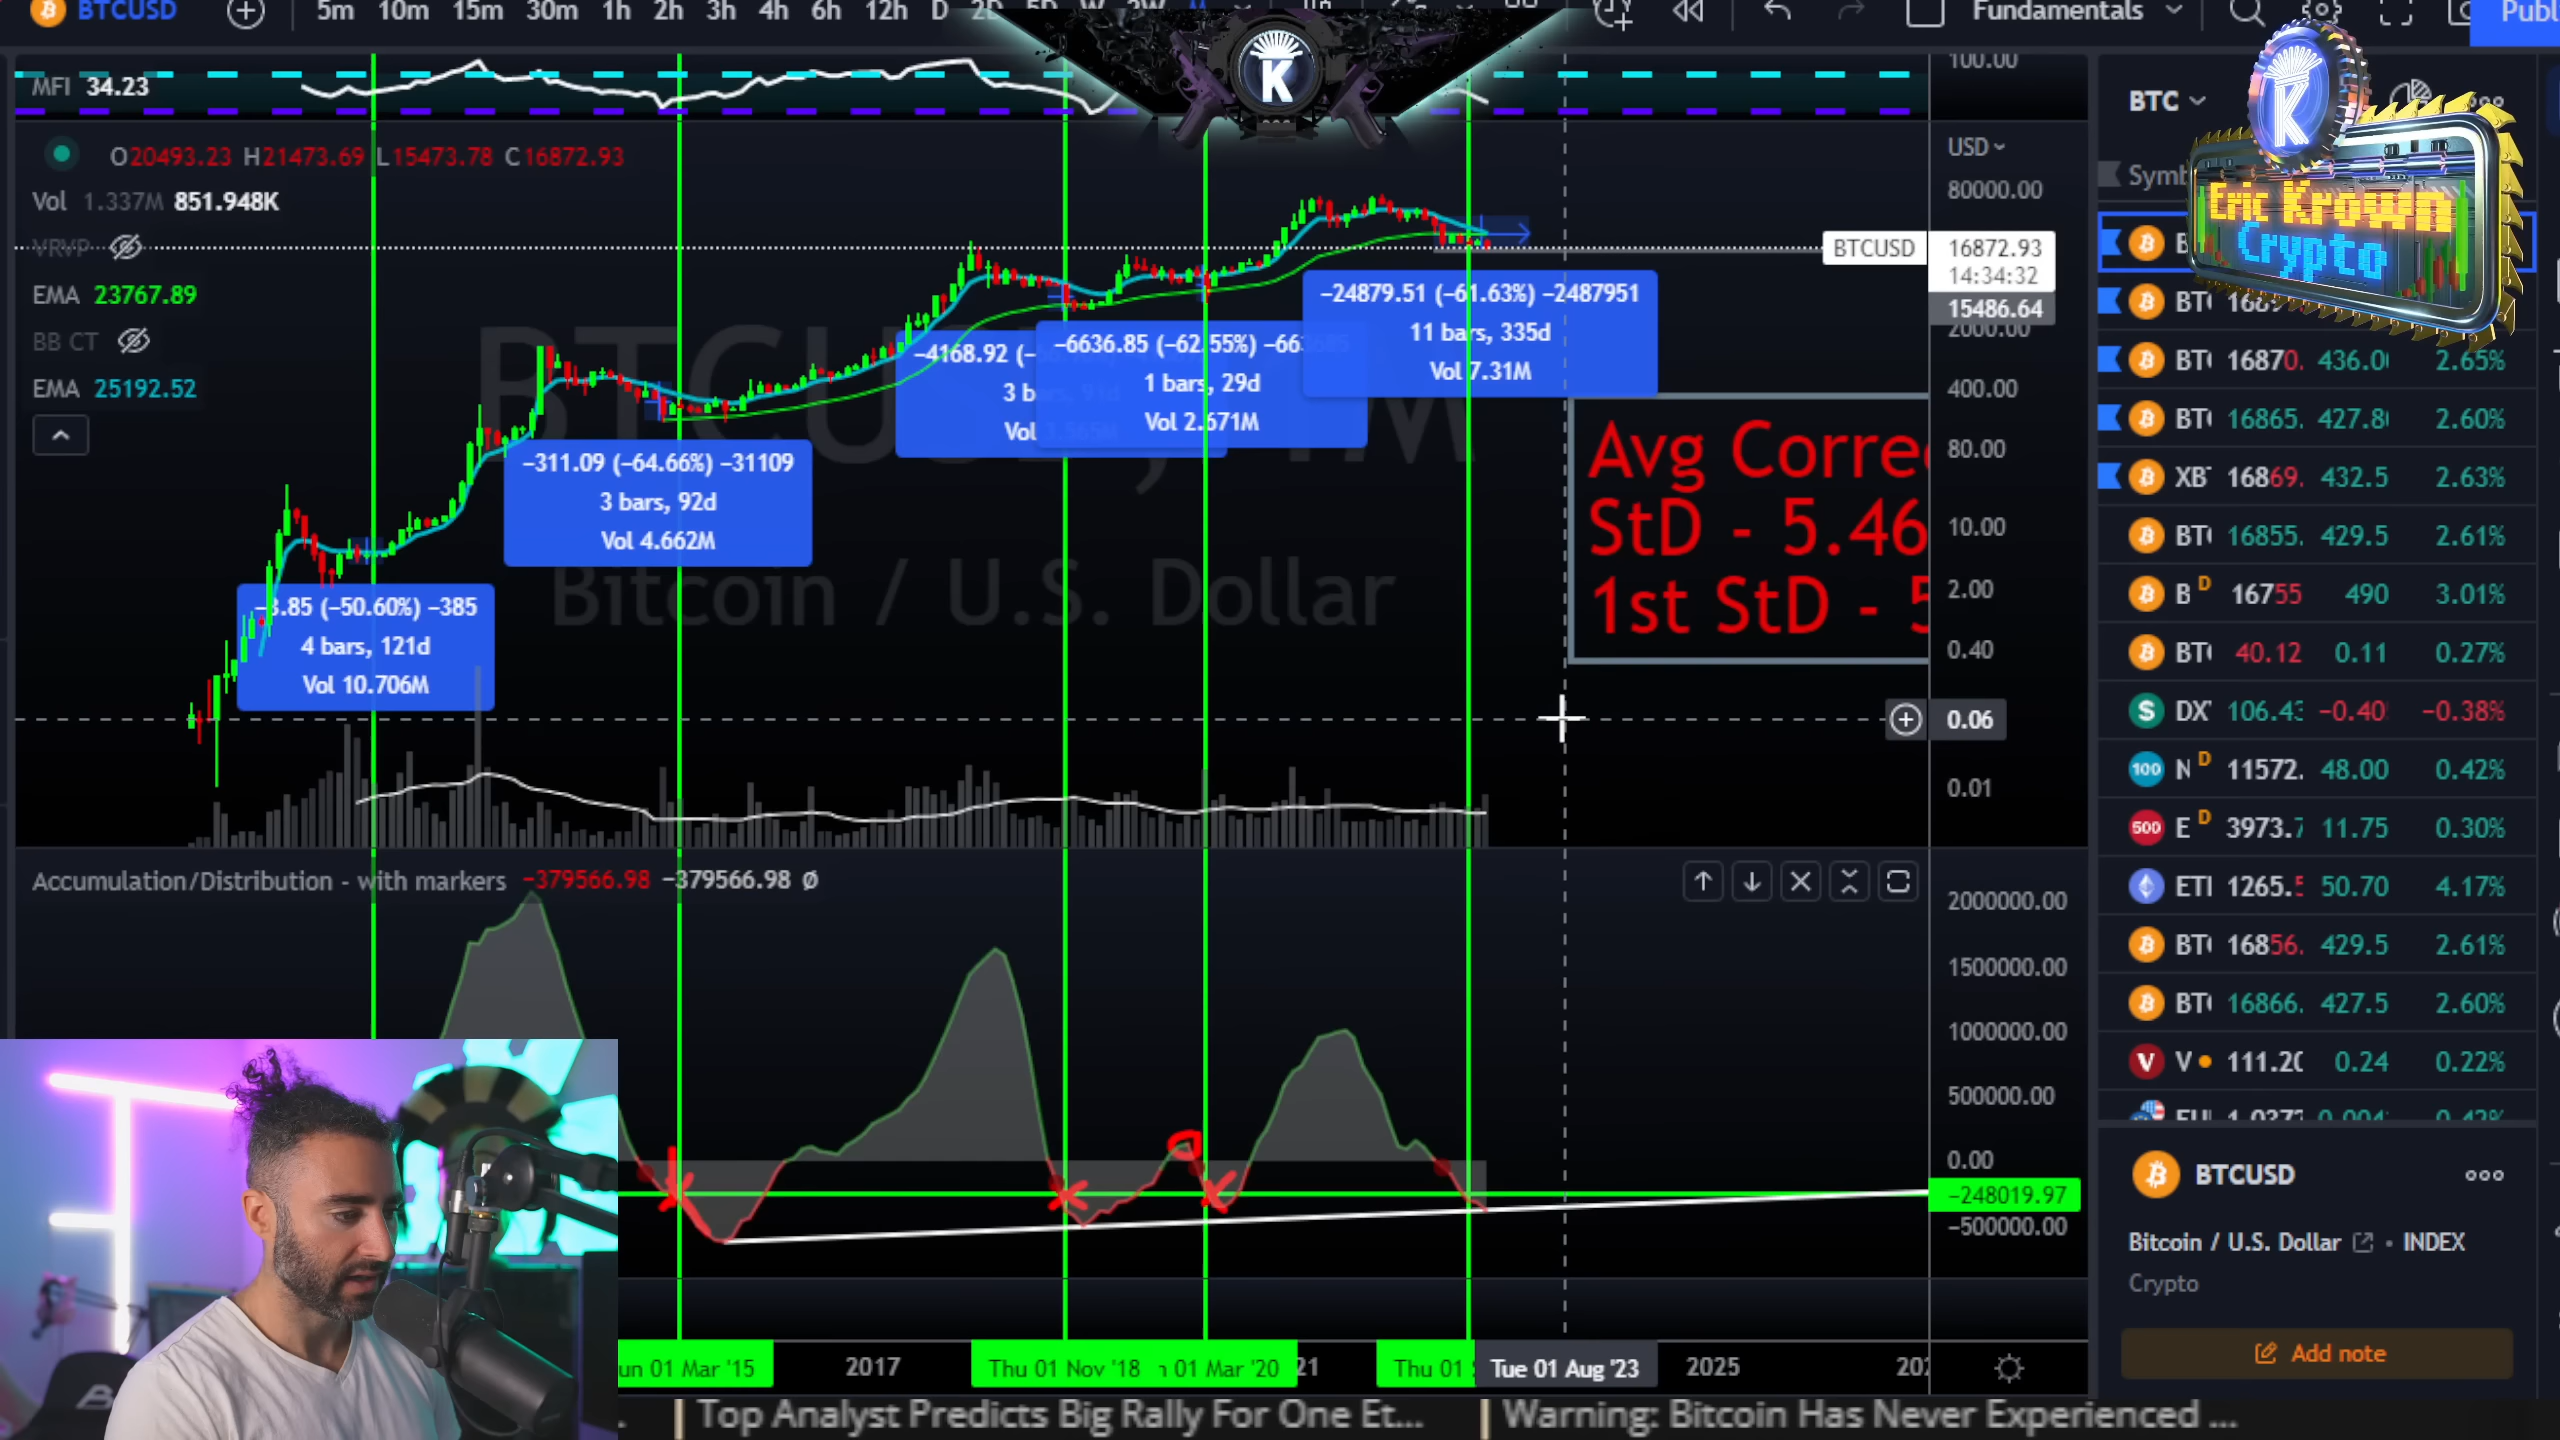 BTCUSD
5m 10m 15m 30m 1h 2h 3h 4h 6h 12h D
Fundamentals
MFI 34.23
100.00
O20493.23 H21473.69 L15473.78 C16872.93
Vol 1.337M 851.948K
VRVP
EMA 23767.89
BB CT
EMA 25192.52
USD
80000.00
BTCUSD 16872.93
14:34:32
15486.64
2000.00
400.00
80.00
10.00
2.00
0.40
0.06
0.01
−24879.51 (−61.63%) −2487951
11 bars, 335d
Vol 7.31M
−6636.85 (−62.55%)
1 bars, 29d
Vol 2.671M
−4168.92
−311.09 (−64.66%) −31109
3 bars, 92d
Vol 4.662M
−3.85 (−50.60%) −385
4 bars, 121d
Vol 10.706M
Bitcoin / U.S. Dollar
StD - 5.46
1st StD -
Accumulation/Distribution - with markers −379566.98 −379566.98 Ø
2000000.00
1500000.00
1000000.00
500000.00
0.00
−248019.97
−500000.00
01 Mar '15
2017
Thu 01 Nov '18
01 Mar '20
Thu 01
Tue 01 Aug '23
2025
BTC
K
K
Eric Krown
Crypto
436.0 2.65%
16865. 427.8 2.60%
XB 16869. 432.5 2.63%
16855. 429.5 2.61%
B D 16755 490 3.01%
40.12 0.11 0.27%
DX 106.43 −0.40 −0.38%
100 N D 11572. 48.00 0.42%
500 E D 3973.7 11.75 0.30%
1265. 50.70 4.17%
16856. 429.5 2.61%
16866. 427.5 2.60%
V V 111.20 0.24 0.22%
BTCUSD
Bitcoin / U.S. Dollar • INDEX
Crypto
Add note
Top Analyst Predicts Big Rally For One Et...
Warning: Bitcoin Has Never Experienced ...